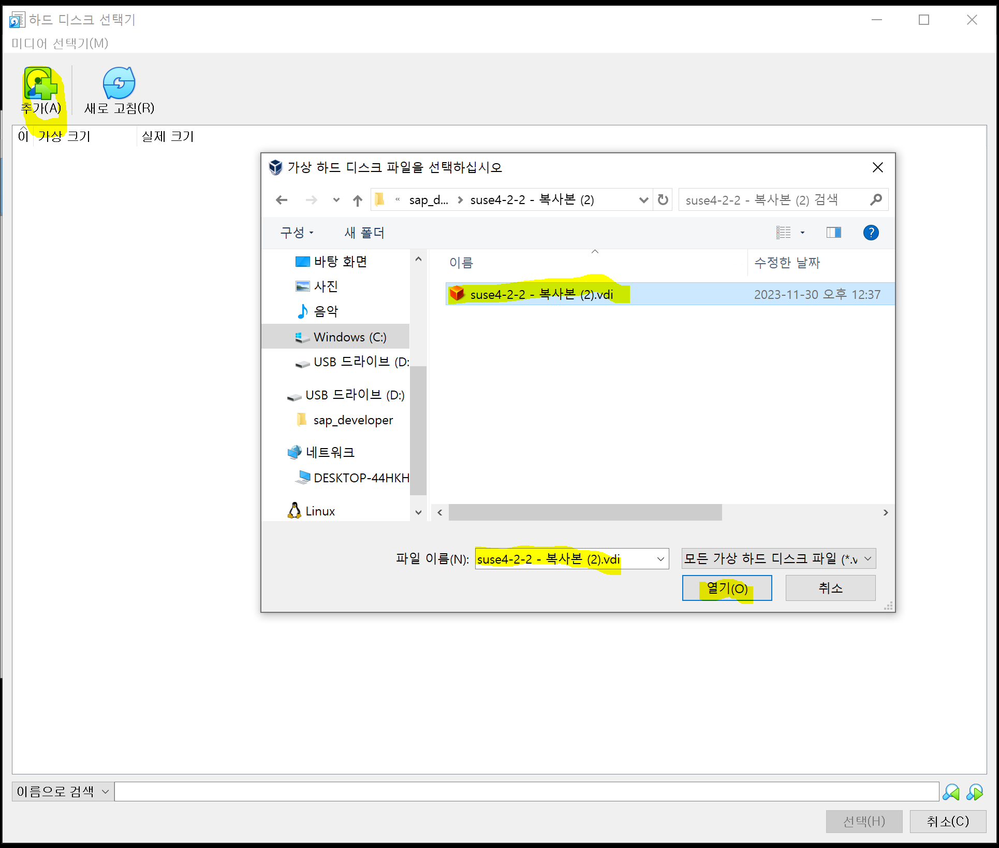 하드 디스크 선택기
미디어 선택기(M)
추가(A)
새로 고침(R)
이 가상 크기 실제 크기
가상 하드 디스크 파일을 선택하십시오
« sap_d... > suse4-2-2 - 복사본 (2)
suse4-2-2 - 복사본 (2) 검색
구성
새 폴더
?
바탕 화면
사진
음악
Windows (C:)
USB 드라이브 (D:
USB 드라이브 (D:)
sap_developer
네트워크
DESKTOP-44HKH
Linux
이름 수정한 날짜
suse4-2-2 - 복사본 (2).vdi 2023-11-30 오후 12:37
파일 이름(N): suse4-2-2 - 복사본 (2).vdi
모든 가상 하드 디스크 파일 (*.v
열기(O)
취소
이름으로 검색
선택(H)
취소(C)